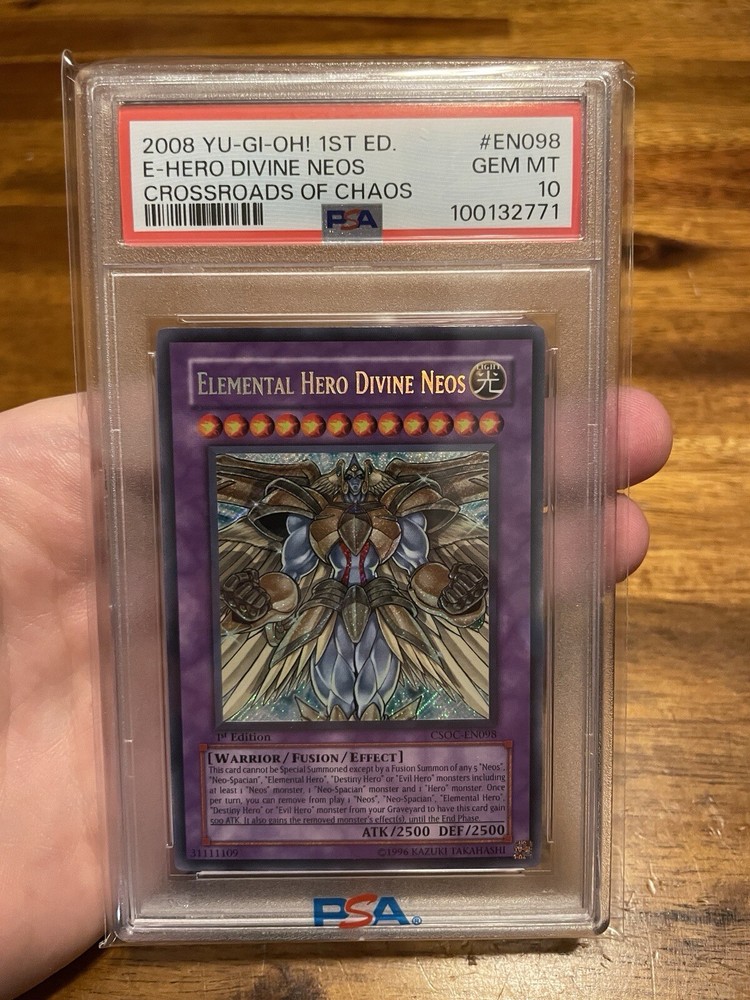 2008 YU-GI-OH! 1ST ED. #EN098
E-HERO DIVINE NEOS GEM MT
CROSSROADS OF CHAOS 10
PSA 100132771
ELEMENTAL HERO DIVINE NEOS LIGHT 光
1st Edition CSOC-EN098
[WARRIOR/FUSION/EFFECT]
This card cannot be Special Summoned except by a Fusion Summon of any 5 "Neos",
"Neo-Spacian", "Elemental Hero", "Destiny Hero" or "Evil Hero" monsters including
at least 1 "Neos" monster, 1 "Neo-Spacian" monster and 1 "Hero" monster. Once
per turn, you can remove from play 1 "Neos", "Neo-Spacian", "Elemental Hero",
"Destiny Hero" or "Evil Hero" monster from your Graveyard to have this card gain
500 ATK. It also gains the removed monster's effect(s), until the End Phase.
ATK/2500 DEF/2500
31111109 ©1996 KAZUKI TAKAHASHI
PSA®